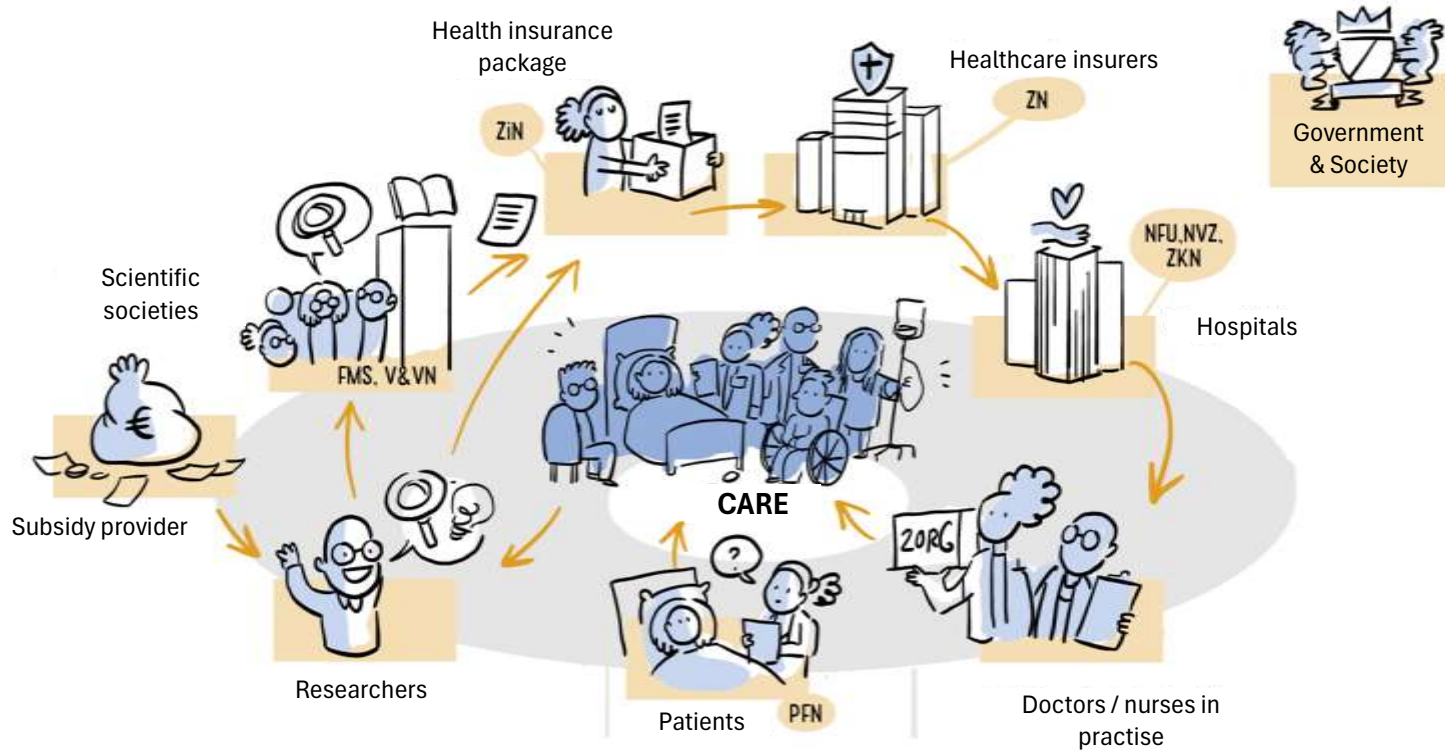 Health insurance
package
ZiN
Healthcare insurers
ZN
Government
& Society
NFU, NVZ,
ZKN
Hospitals
Scientific
societies
FMS, V&VN
€
Subsidy provider
CARE
ZORG
?
Researchers
Patients
PFN
Doctors / nurses in
practise